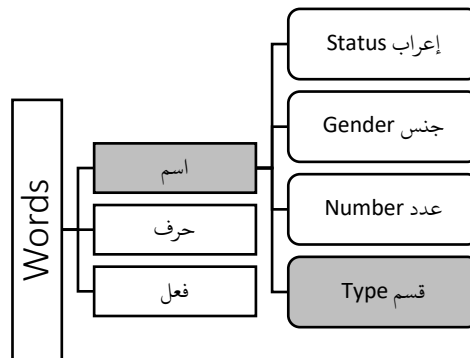 Words
اسم
حرف
فعل
إعراب Status
جنس Gender
عدد Number
قسم Type